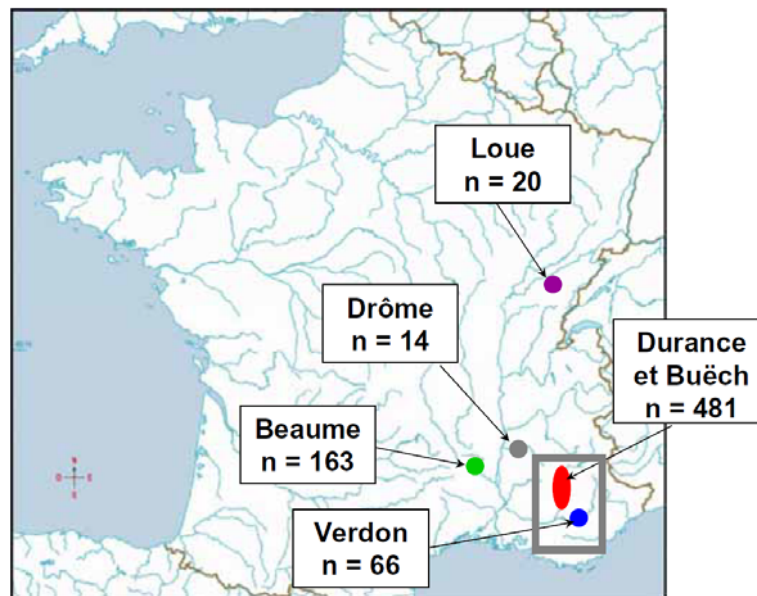 Loue
n = 20
Drôme
n = 14
Durance
et Buëch
n = 481
Beaume
n = 163
Verdon
n = 66